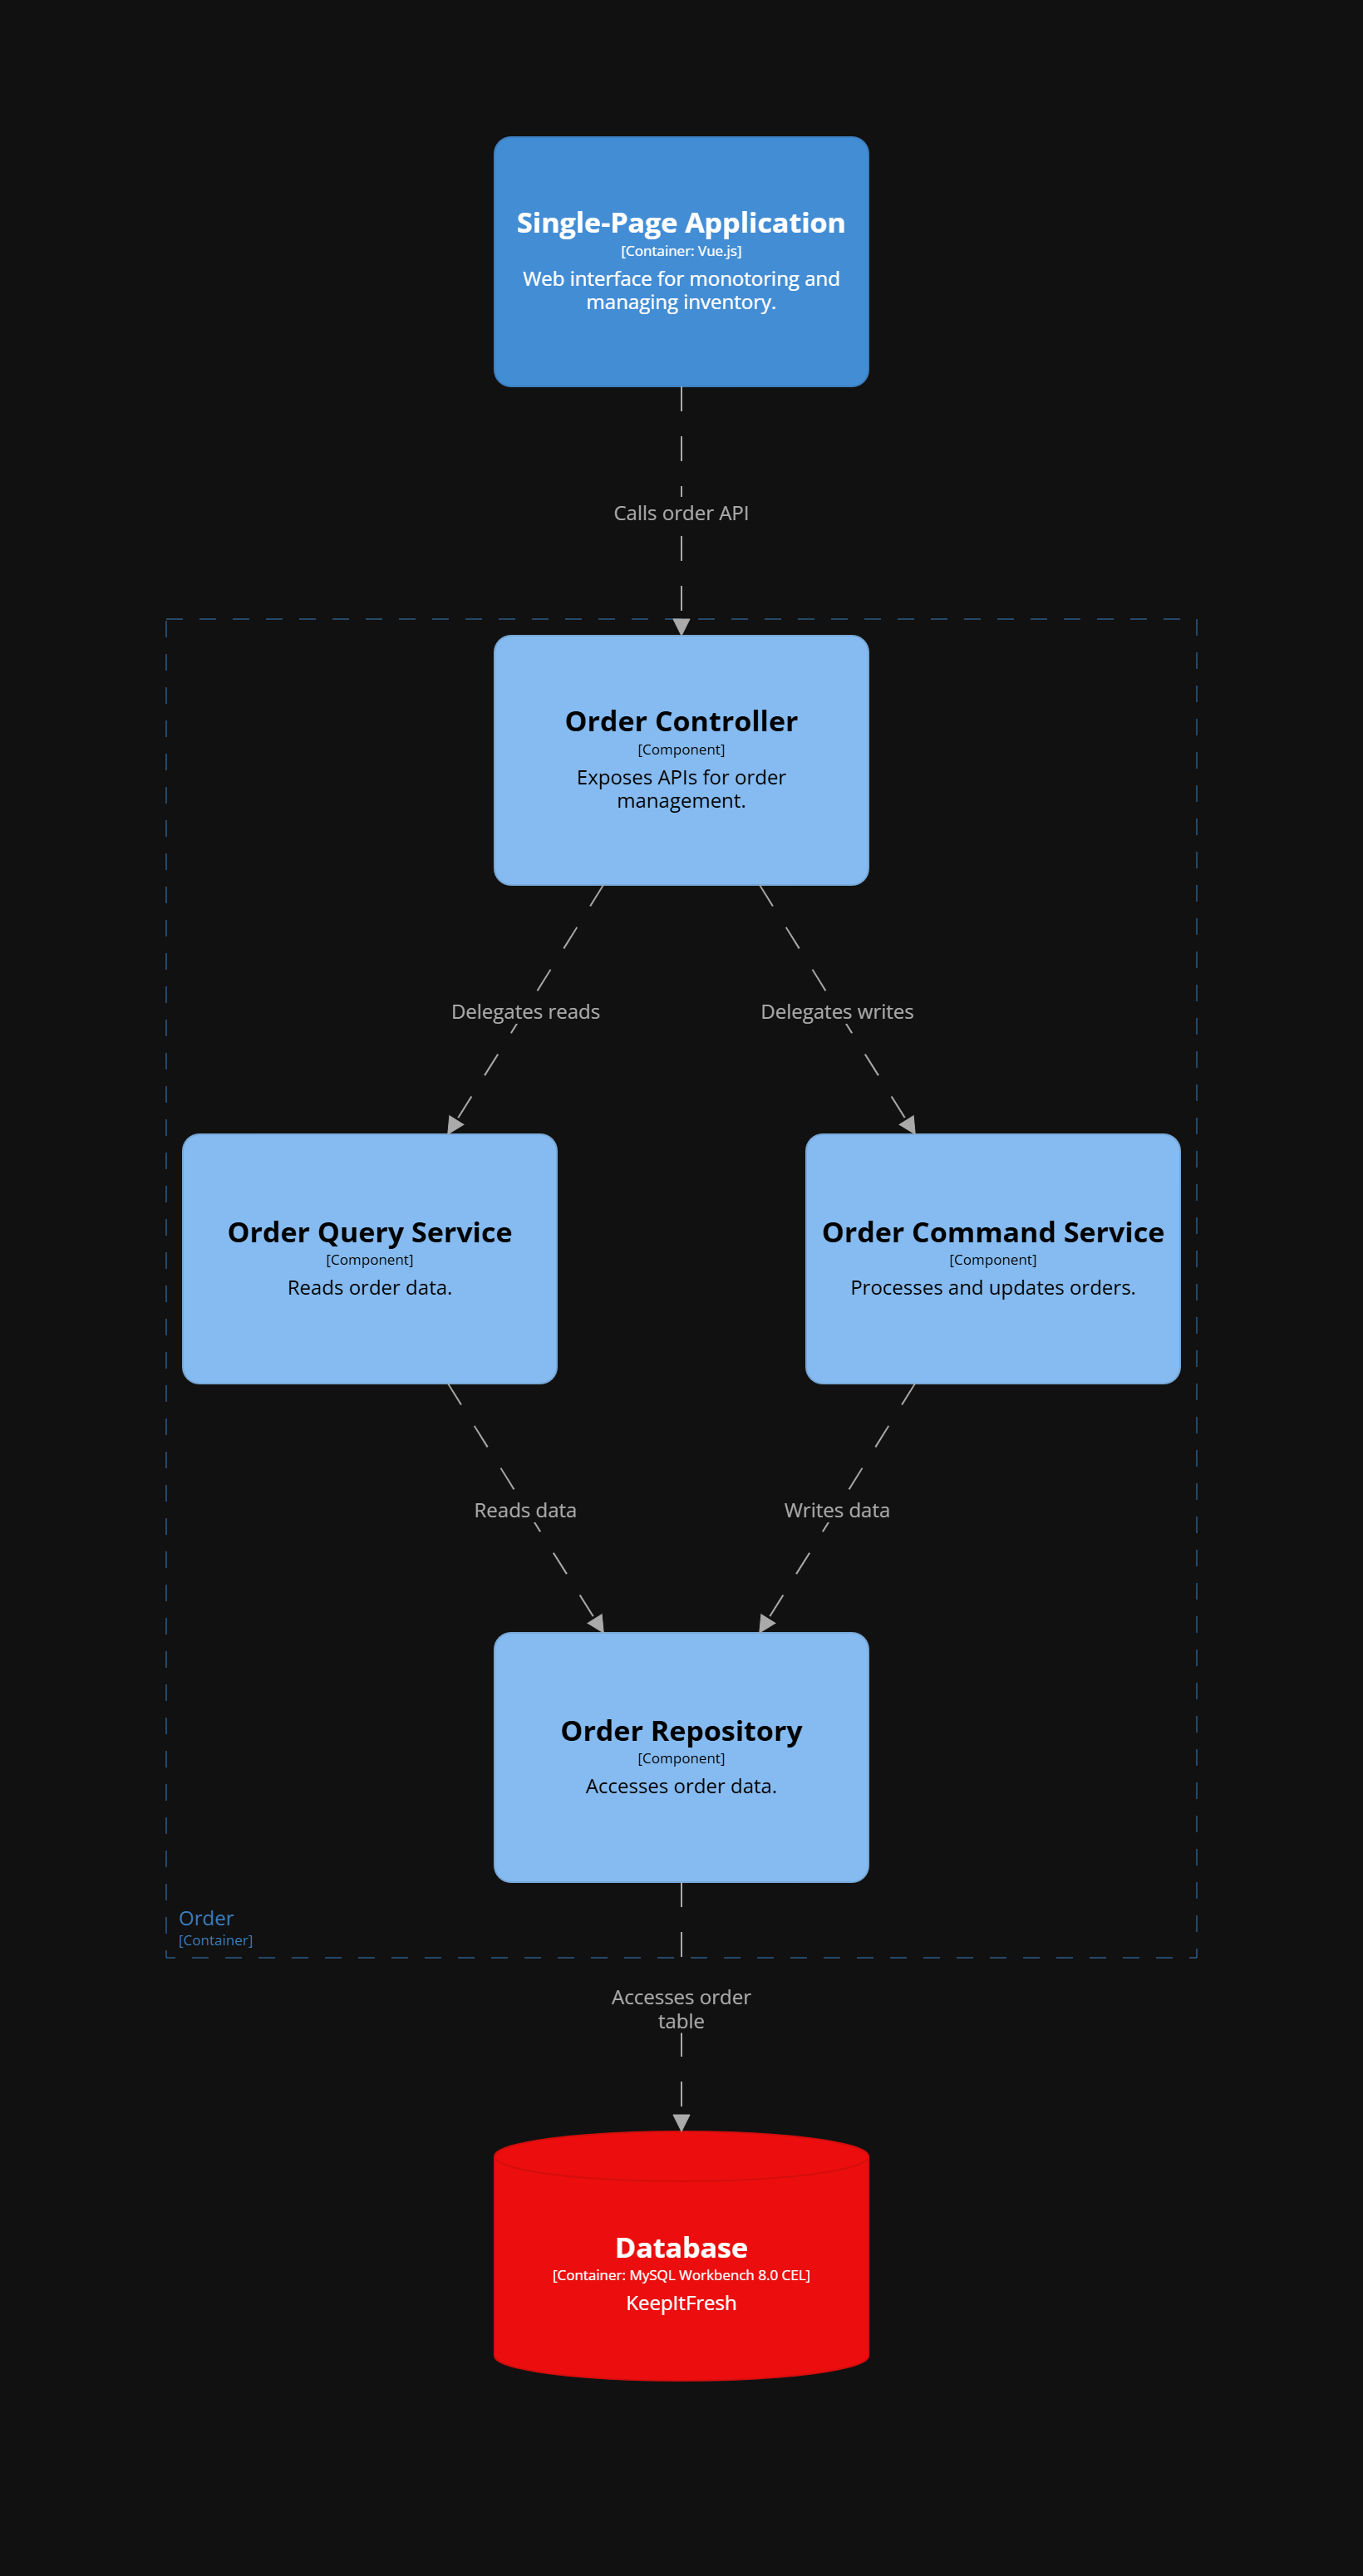 Single-Page Application
[Container: Vue.js]
Web interface for monotoring and
managing inventory.
Calls order API
Order Controller
[Component]
Exposes APIs for order
management.
Delegates reads
Delegates writes
Order Query Service
[Component]
Reads order data.
Order Command Service
[Component]
Processes and updates orders.
Reads data
Writes data
Order Repository
[Component]
Accesses order data.
Order
[Container]
Accesses order
table
Database
[Container: MySQL Workbench 8.0 CEL]
KeepItFresh